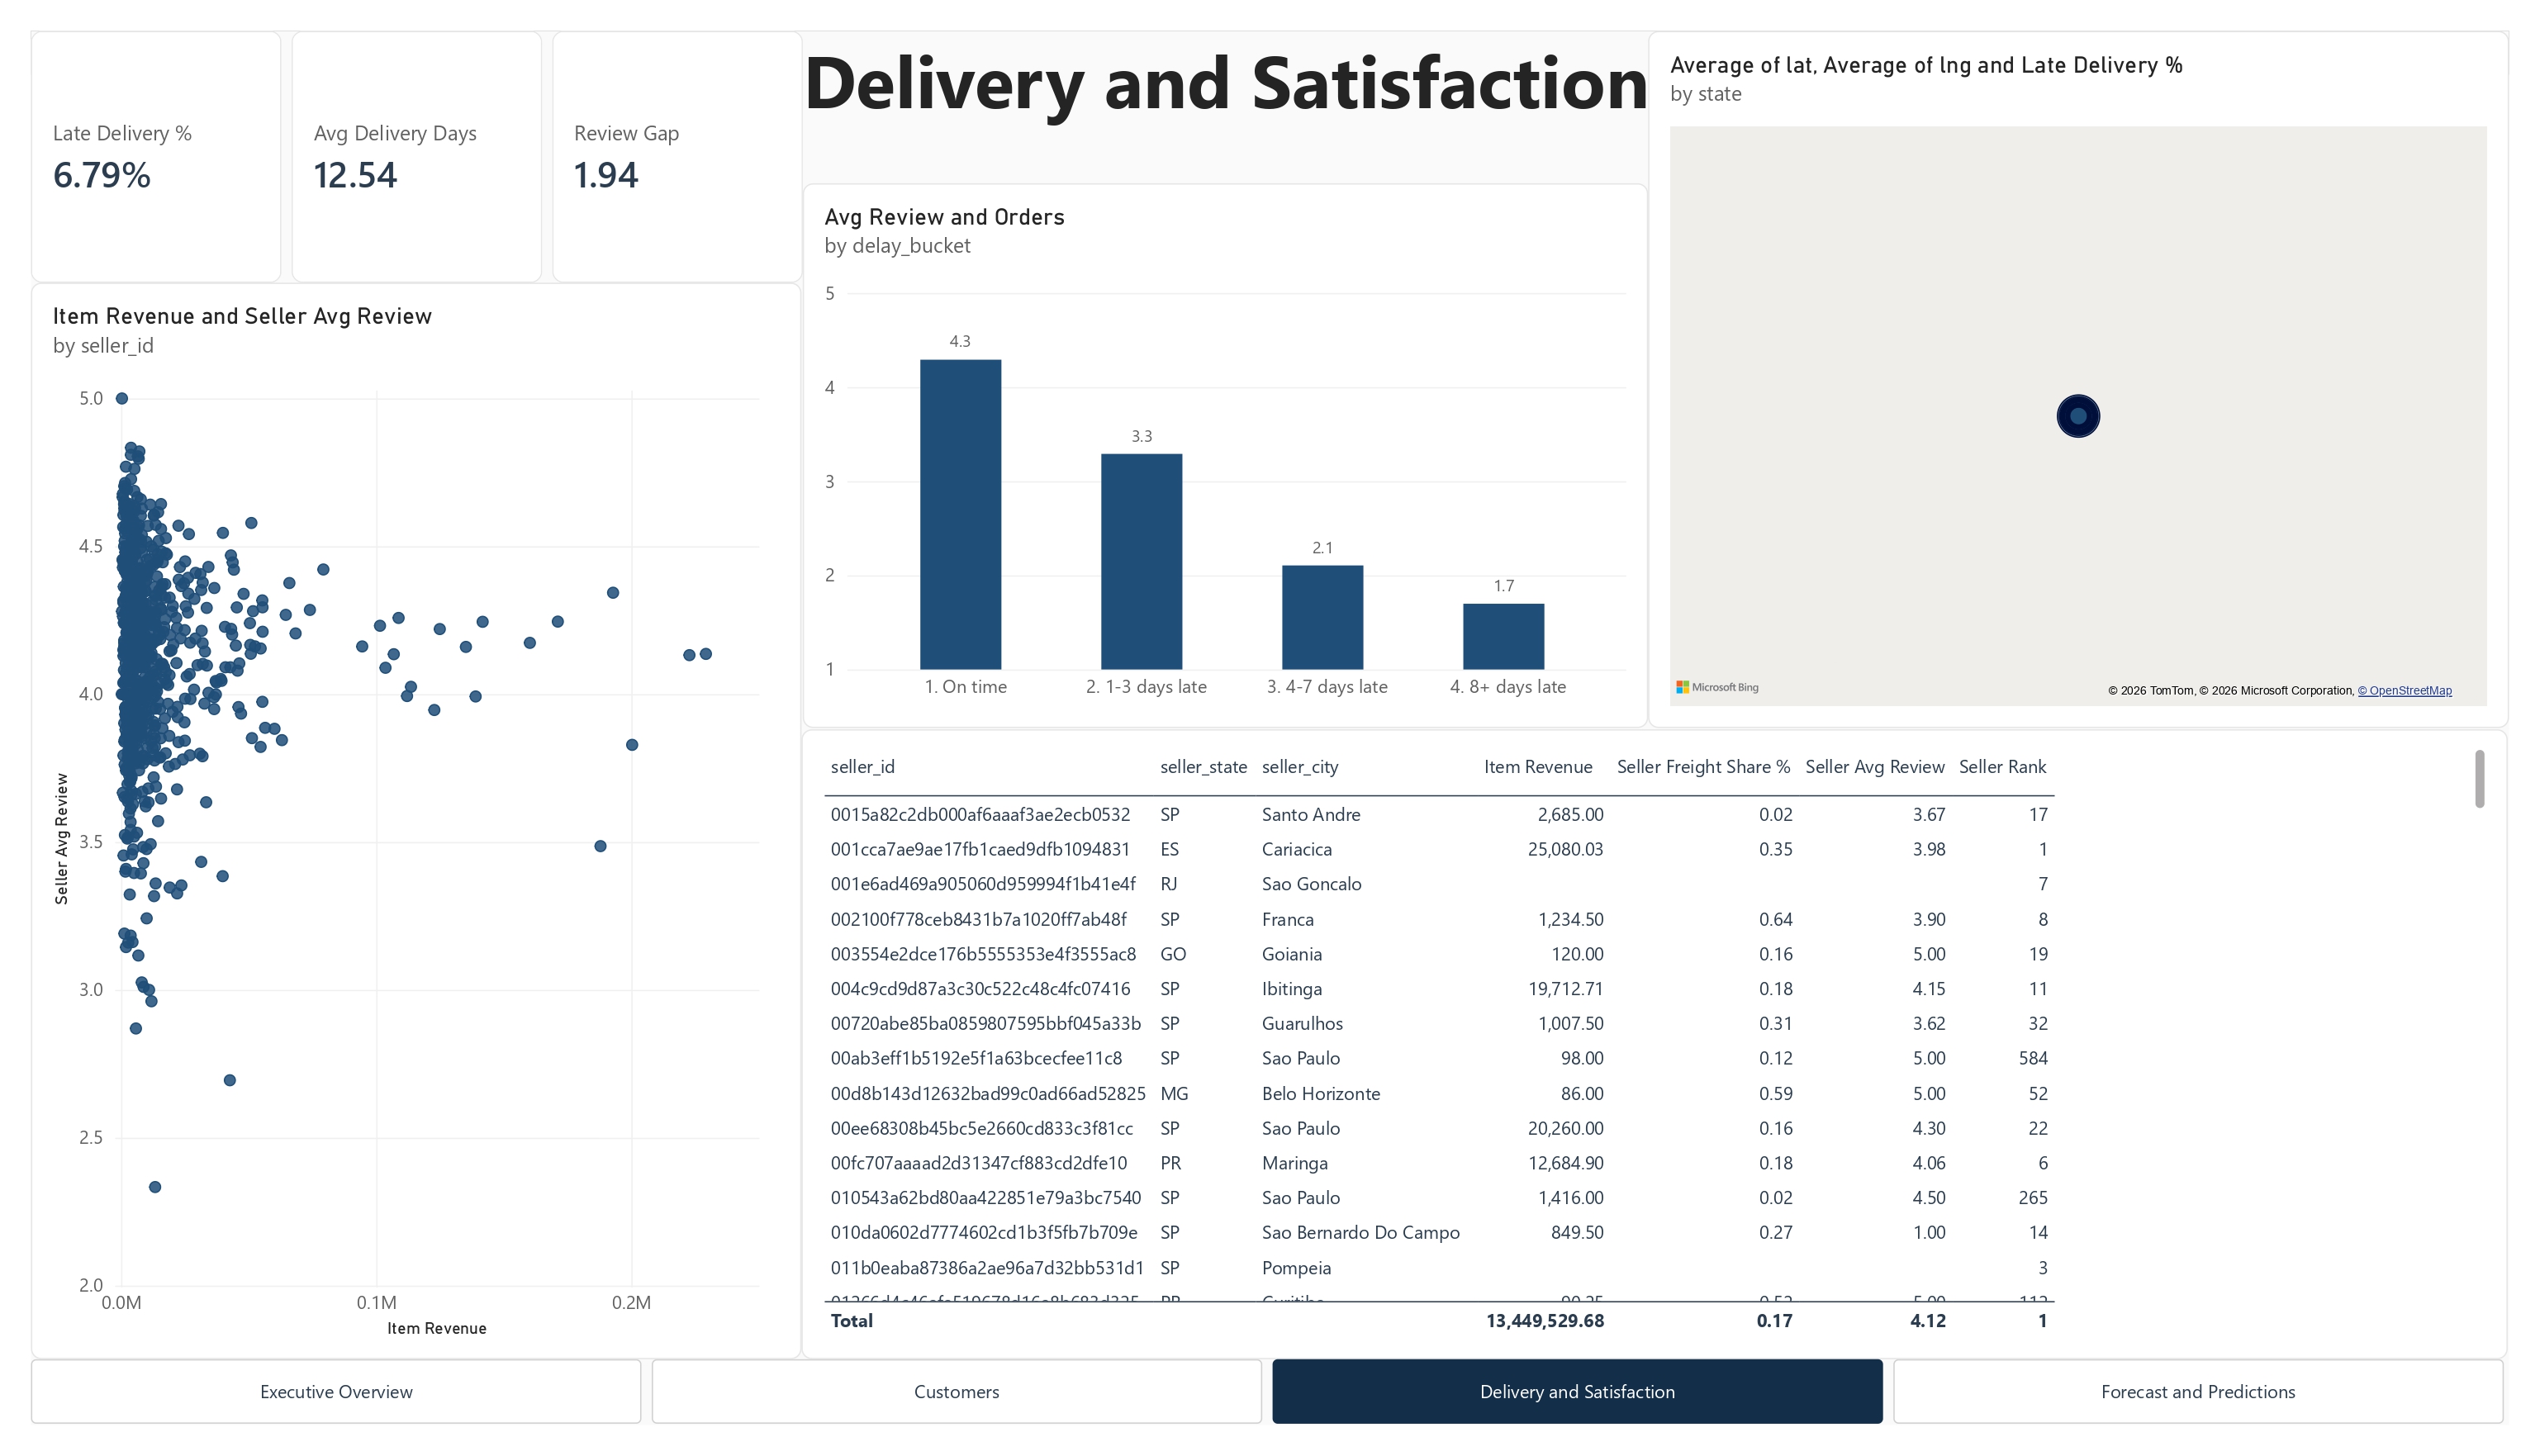 Delivery and Satisfaction
Late Delivery %
6.79%
Avg Delivery Days
12.54
Review Gap
1.94
Item Revenue and Seller Avg Review
by seller_id
5.0
4.5
4.0
3.5
3.0
2.5
2.0
Seller Avg Review
0.0M 0.1M 0.2M
Item Revenue
Avg Review and Orders
by delay_bucket
5
4
3
2
1
4.3
3.3
2.1
1.7
1. On time 2. 1-3 days late 3. 4-7 days late 4. 8+ days late
Average of lat, Average of lng and Late Delivery %
by state
Microsoft Bing
© 2026 TomTom, © 2026 Microsoft Corporation, © OpenStreetMap
seller_id seller_state seller_city Item Revenue Seller Freight Share % Seller Avg Review Seller Rank
0015a82c2db000af6aaaf3ae2ecb0532 SP Santo Andre 2,685.00 0.02 3.67 17
001cca7ae9ae17fb1caed9dfb1094831 ES Cariacica 25,080.03 0.35 3.98 1
001e6ad469a905060d959994f1b41e4f RJ Sao Goncalo 7
002100f778ceb8431b7a1020ff7ab48f SP Franca 1,234.50 0.64 3.90 8
003554e2dce176b5555353e4f3555ac8 GO Goiania 120.00 0.16 5.00 19
004c9cd9d87a3c30c522c48c4fc07416 SP Ibitinga 19,712.71 0.18 4.15 11
00720abe85ba0859807595bbf045a33b SP Guarulhos 1,007.50 0.31 3.62 32
00ab3eff1b5192e5f1a63bcecfee11c8 SP Sao Paulo 98.00 0.12 5.00 584
00d8b143d12632bad99c0ad66ad52825 MG Belo Horizonte 86.00 0.59 5.00 52
00ee68308b45bc5e2660cd833c3f81cc SP Sao Paulo 20,260.00 0.16 4.30 22
00fc707aaaad2d31347cf883cd2dfe10 PR Maringa 12,684.90 0.18 4.06 6
010543a62bd80aa422851e79a3bc7540 SP Sao Paulo 1,416.00 0.02 4.50 265
010da0602d7774602cd1b3f5fb7b709e SP Sao Bernardo Do Campo 849.50 0.27 1.00 14
011b0eaba87386a2ae96a7d32bb531d1 SP Pompeia 3
Total 13,449,529.68 0.17 4.12 1
Executive Overview
Customers
Delivery and Satisfaction
Forecast and Predictions